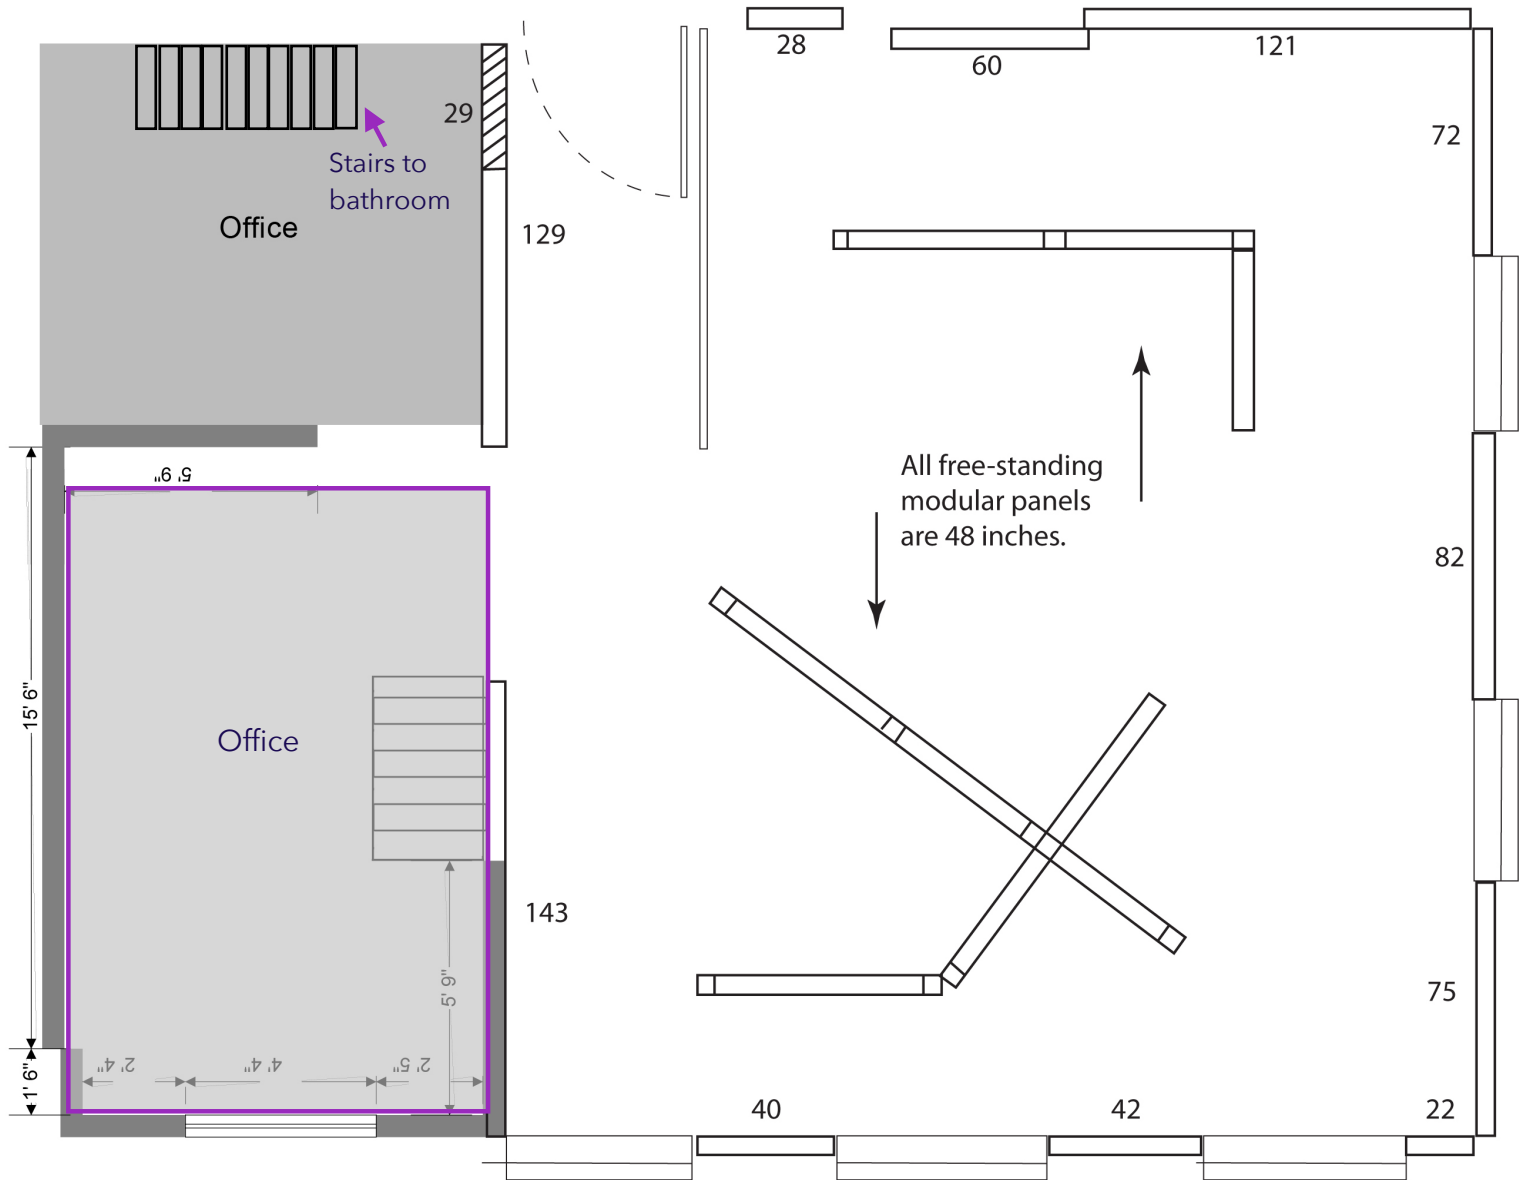 28
60
121
29
72
Stairs to
bathroom
Office
129
5' 9"
All free-standing
modular panels
are 48 inches.
82
15' 6"
Office
143
5' 9"
75
2' 4"
4' 4"
2' 5"
1' 6"
40
42
22